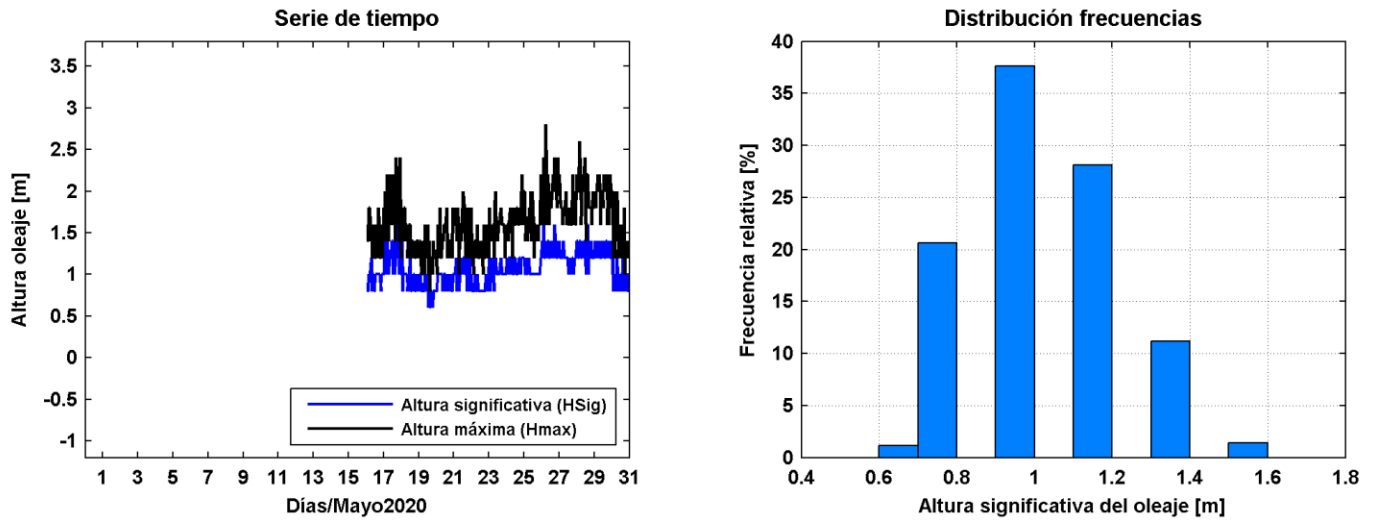 Serie de tiempo
Altura oleaje [m]
3.5
3
2.5
2
1.5
1
0.5
0
-0.5
-1
Altura significativa (HSig)
Altura máxima (Hmax)
1 3 5 7 9 11 13 15 17 19 21 23 25 27 29 31
Días/Mayo2020
Distribución frecuencias
Frecuencia relativa [%]
40
35
30
25
20
15
10
5
0
0.4 0.6 0.8 1 1.2 1.4 1.6 1.8
Altura significativa del oleaje [m]